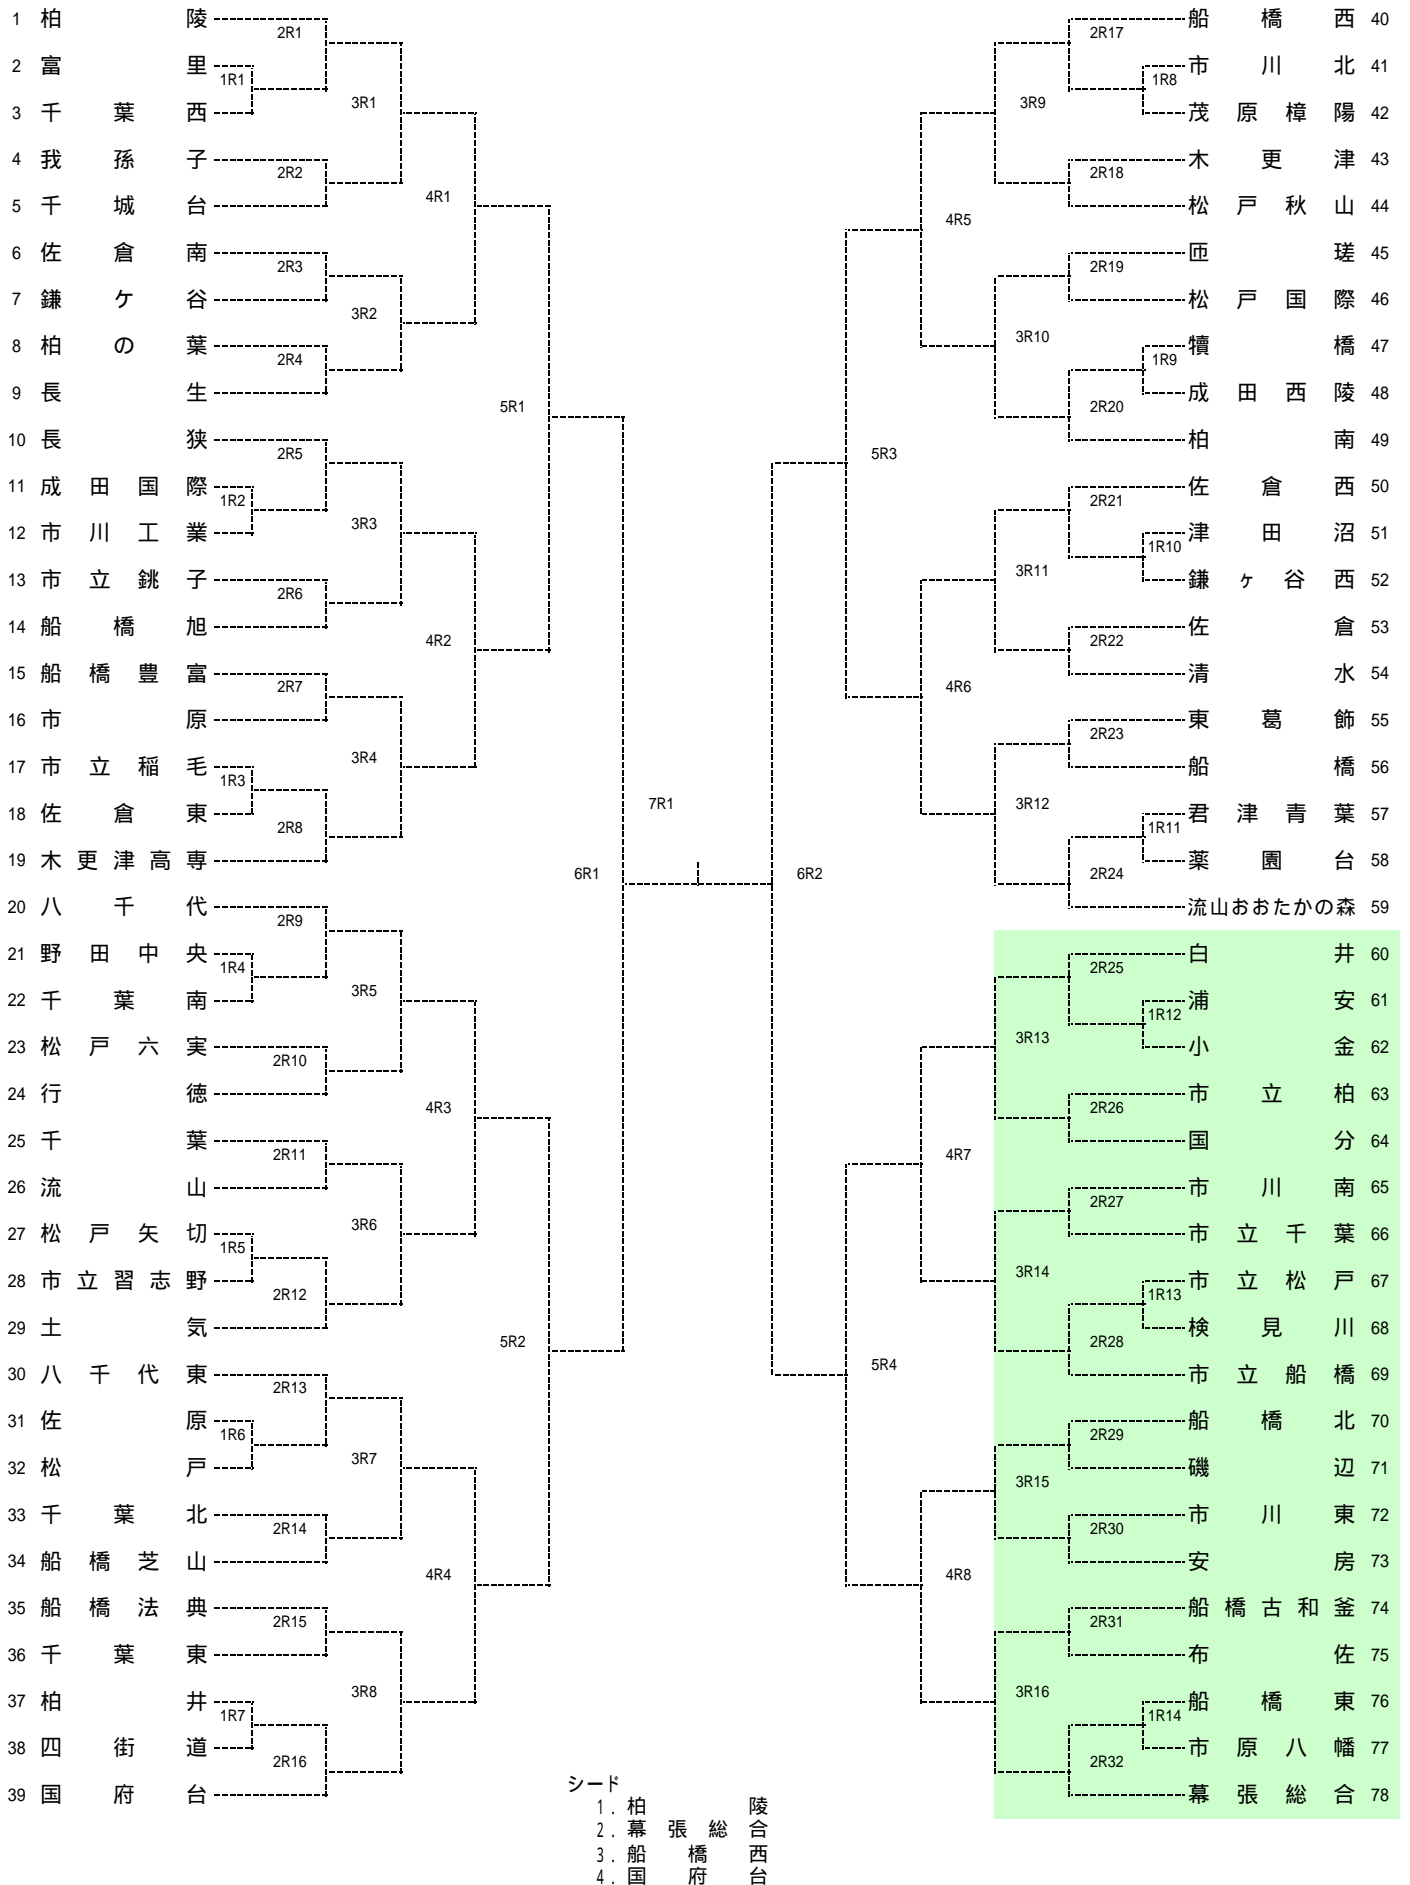 1 柏陵
2 富里
3 千葉西
4 我孫子
5 千城台
6 佐倉南
7 鎌ケ谷
8 柏の葉
9 長生
10 長狭
11 成田国際
12 市川工業
13 市立銚子
14 船橋旭
15 船橋豊富
16 市原
17 市立稲毛
18 佐倉東
19 木更津高専
20 八千代
21 野田中央
22 千葉南
23 松戸六実
24 行徳
25 千葉
26 流山
27 松戸矢切
28 市立習志野
29 土気
30 八千代東
31 佐原
32 松戸
33 千葉北
34 船橋芝山
35 船橋法典
36 千葉東
37 柏井
38 四街道
39 国府台
1R1
1R2
1R3
1R4
1R5
1R6
1R7
2R1
2R2
2R3
2R4
2R5
2R6
2R7
2R8
2R9
2R10
2R11
2R12
2R13
2R14
2R15
2R16
3R1
3R2
3R3
3R4
3R5
3R6
3R7
3R8
4R1
4R2
4R3
4R4
5R1
5R2
6R1
7R1
6R2
5R3
5R4
4R5
4R6
4R7
4R8
3R9
3R10
3R11
3R12
3R13
3R14
3R15
3R16
2R17
2R18
2R19
2R20
2R21
2R22
2R23
2R24
2R25
2R26
2R27
2R28
2R29
2R30
2R31
2R32
1R8
1R9
1R10
1R11
1R12
1R13
1R14
船橋西 40
市川北 41
茂原樟陽 42
木更津 43
松戸秋山 44
匝瑳 45
松戸国際 46
犢橋 47
成田西陵 48
柏南 49
佐倉西 50
津田沼 51
鎌ヶ谷西 52
佐倉 53
清水 54
東葛飾 55
船橋 56
君津青葉 57
薬園台 58
流山おおたかの森 59
白井 60
浦安 61
小金 62
市立柏 63
国分 64
市川南 65
市立千葉 66
市立松戸 67
検見川 68
市立船橋 69
船橋北 70
磯辺 71
市川東 72
安房 73
船橋古和釜 74
布佐 75
船橋東 76
市原八幡 77
幕張総合 78
シード
1. 柏陵
2. 幕張総合
3. 船橋西
4. 国府台